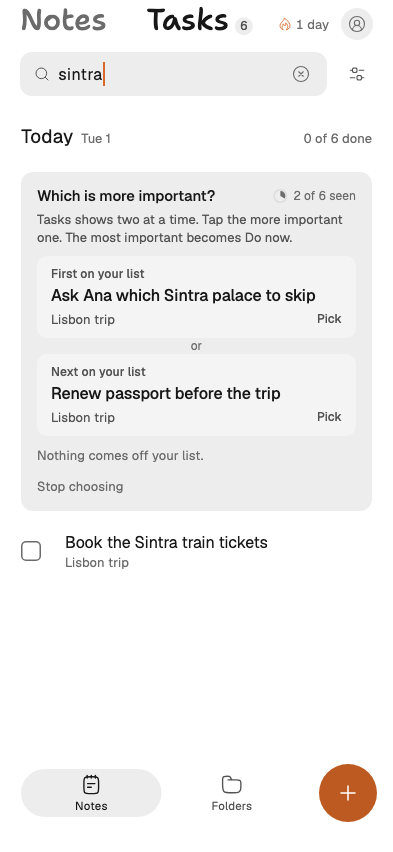 Notes
Tasks 6
1 day
sintra
Today Tue 1
0 of 6 done
Which is more important?
2 of 6 seen
Tasks shows two at a time. Tap the more important
one. The most important becomes Do now.
First on your list
Ask Ana which Sintra palace to skip
Lisbon trip
Pick
or
Next on your list
Renew passport before the trip
Lisbon trip
Pick
Nothing comes off your list.
Stop choosing
Book the Sintra train tickets
Lisbon trip
Notes
Folders